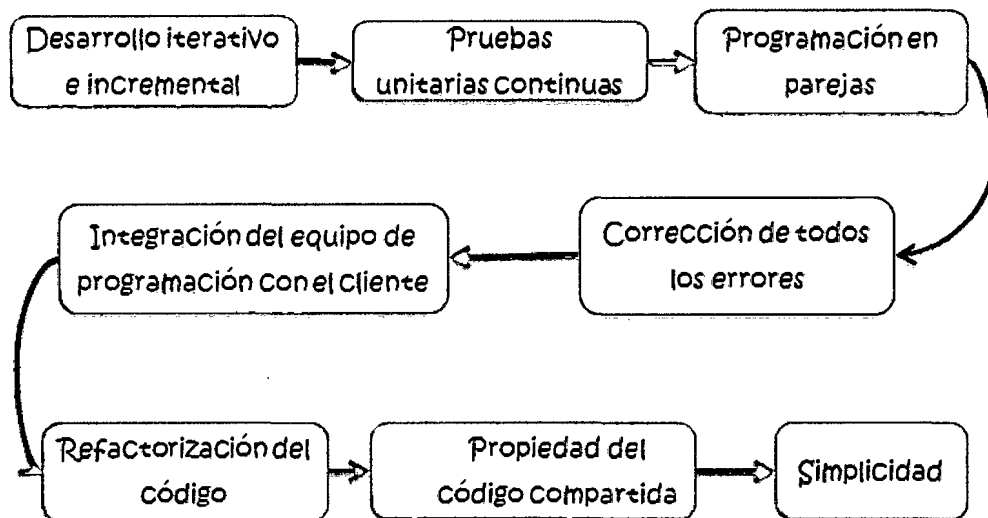 Desarrollo iterativo
e incremental
Pruebas
unitarias continuas
Programación en
parejas
Corrección de todos
los errores
Integración del equipo de
programación con el cliente
Refactorización del
código
Propiedad del
código compartida
Simplicidad